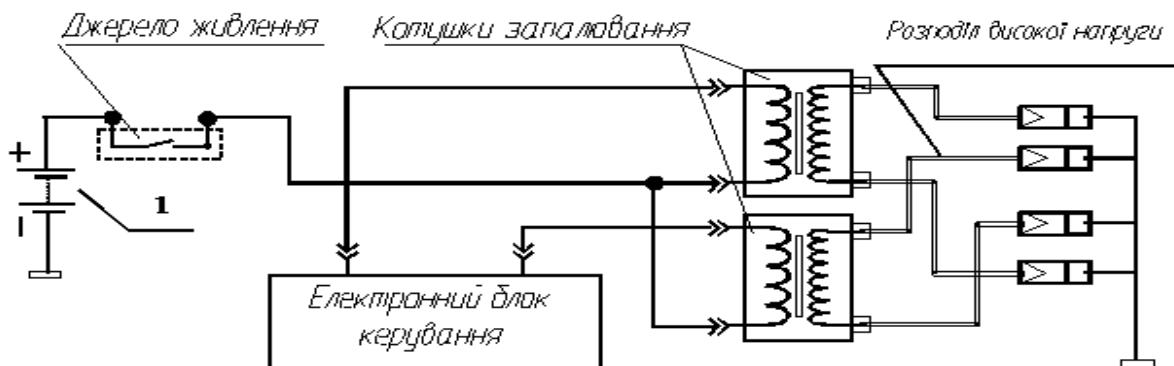 Джерело живлення
Котушки запалювання
Розподіл високої напруги
+
1
–
Електронний блок
керування